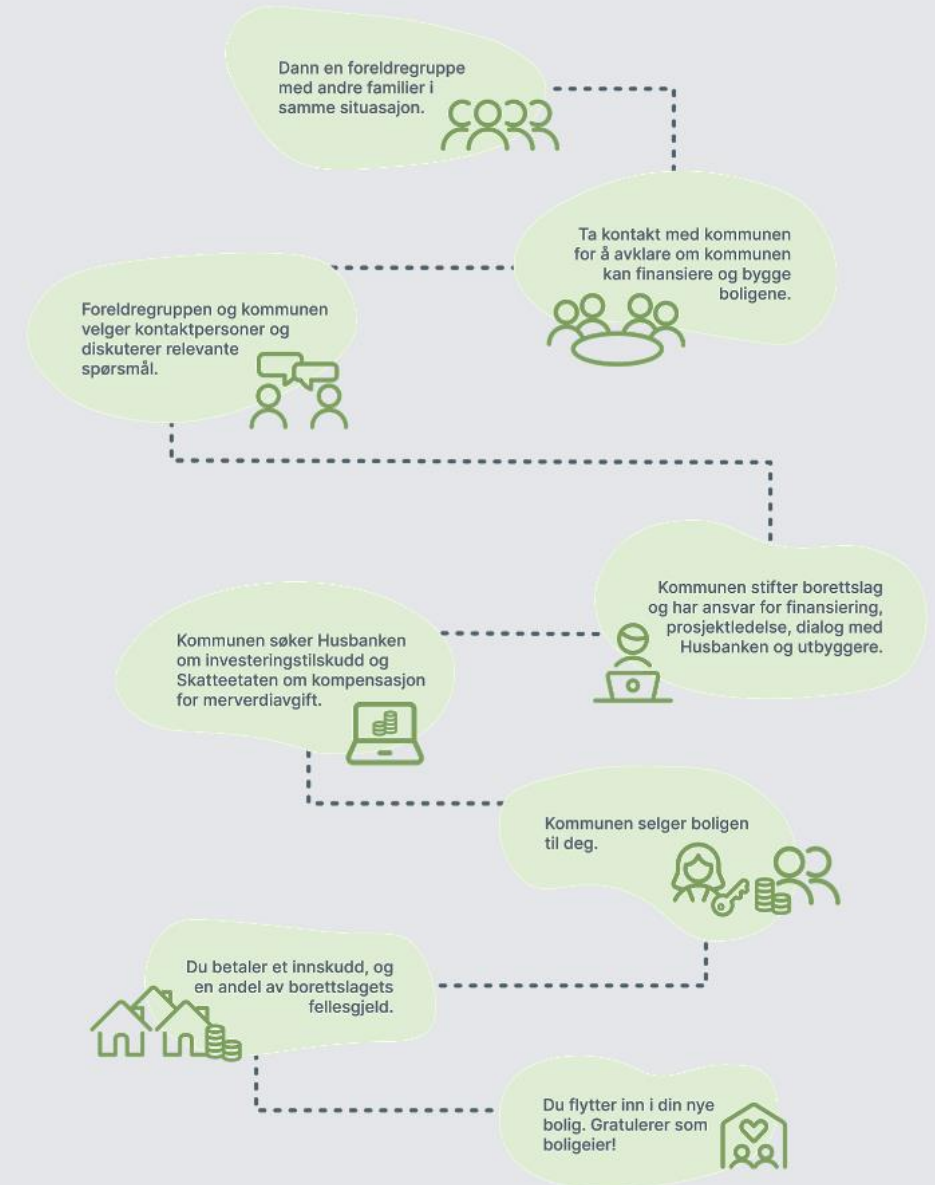 Dann en foreldregruppe
med andre familier i
samme situasjon.
Ta kontakt med kommunen
for å avklare om kommunen
kan finansiere og bygge
boligene.
Foreldregruppen og kommunen
velger kontaktpersoner og
diskuterer relevante
spørsmål.
Kommunen stifter borettslag
og har ansvar for finansiering,
prosjektledelse, dialog med
Husbanken og utbyggere.
Kommunen søker Husbanken
om investeringstilskudd og
Skatteetaten om kompensasjon
for merverdiavgift.
Kommunen selger boligen
til deg.
Du betaler et innskudd, og
en andel av borettslagets
fellesgjeld.
Du flytter inn i din nye
bolig. Gratulerer som
boligeier!